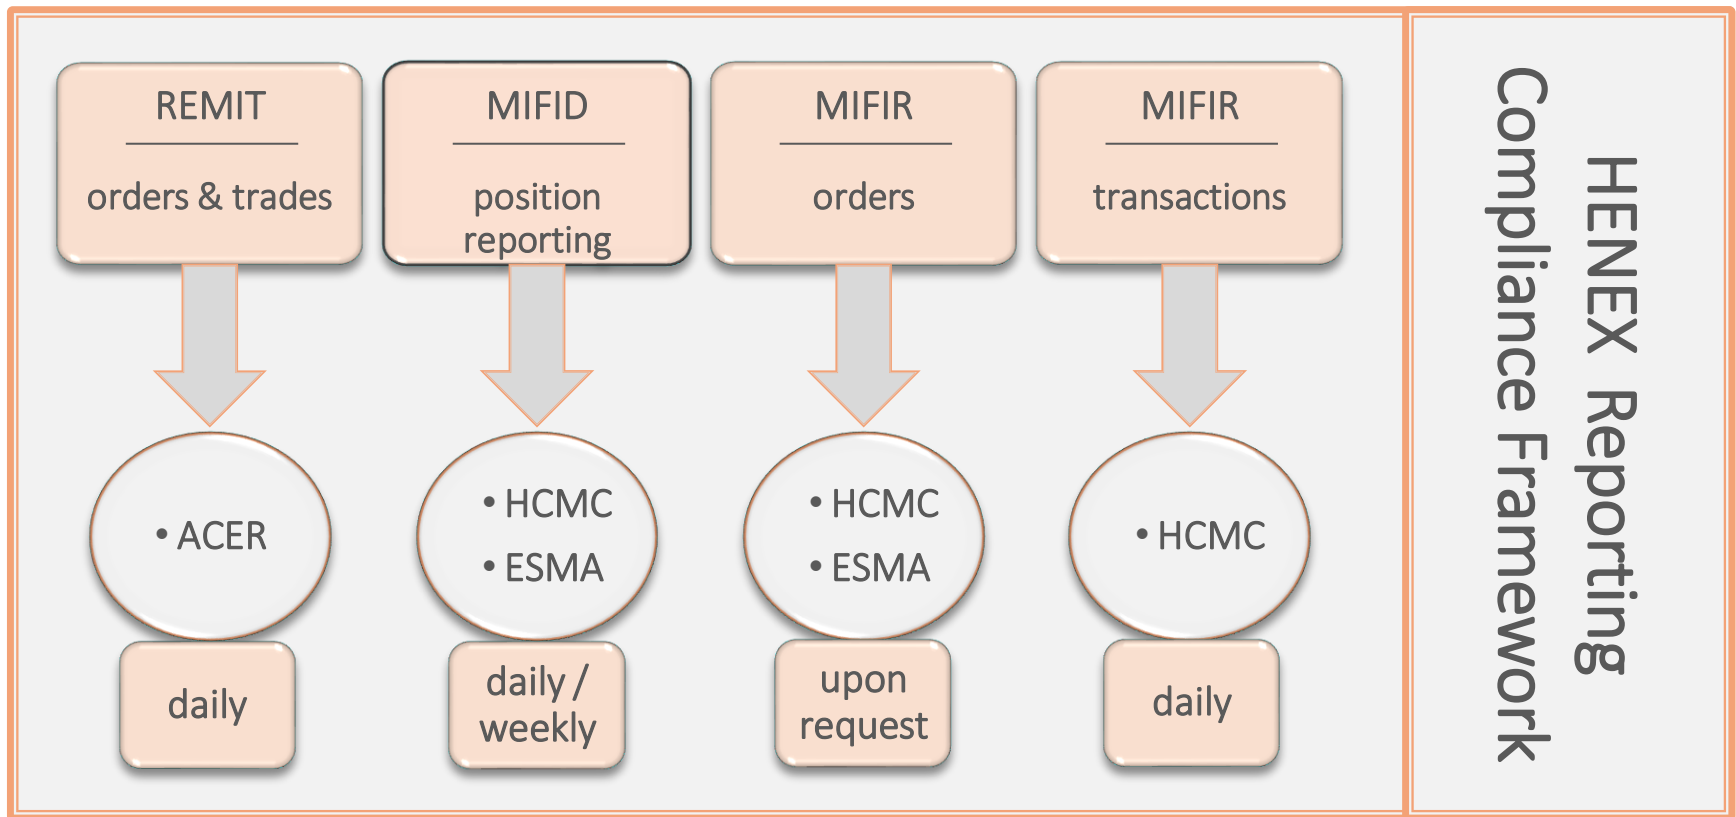 REMIT
orders & trades
MIFID
position
reporting
MIFIR
orders
MIFIR
transactions
• ACER
• HCMC
• ESMA
• HCMC
• ESMA
• HCMC
daily
daily /
weekly
upon
request
daily
HENEX Reporting
Compliance Framework